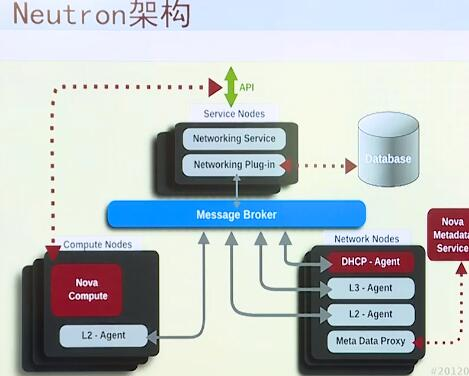 Neutron架构
API
Service Nodes
Networking Service
Networking Plug-in
Database
Message Broker
Compute Nodes
Network Nodes
Nova
Metadata
Service
Nova
Compute
DHCP - Agent
L3 - Agent
L2 - Agent
L2 - Agent
Meta Data Proxy
#20120